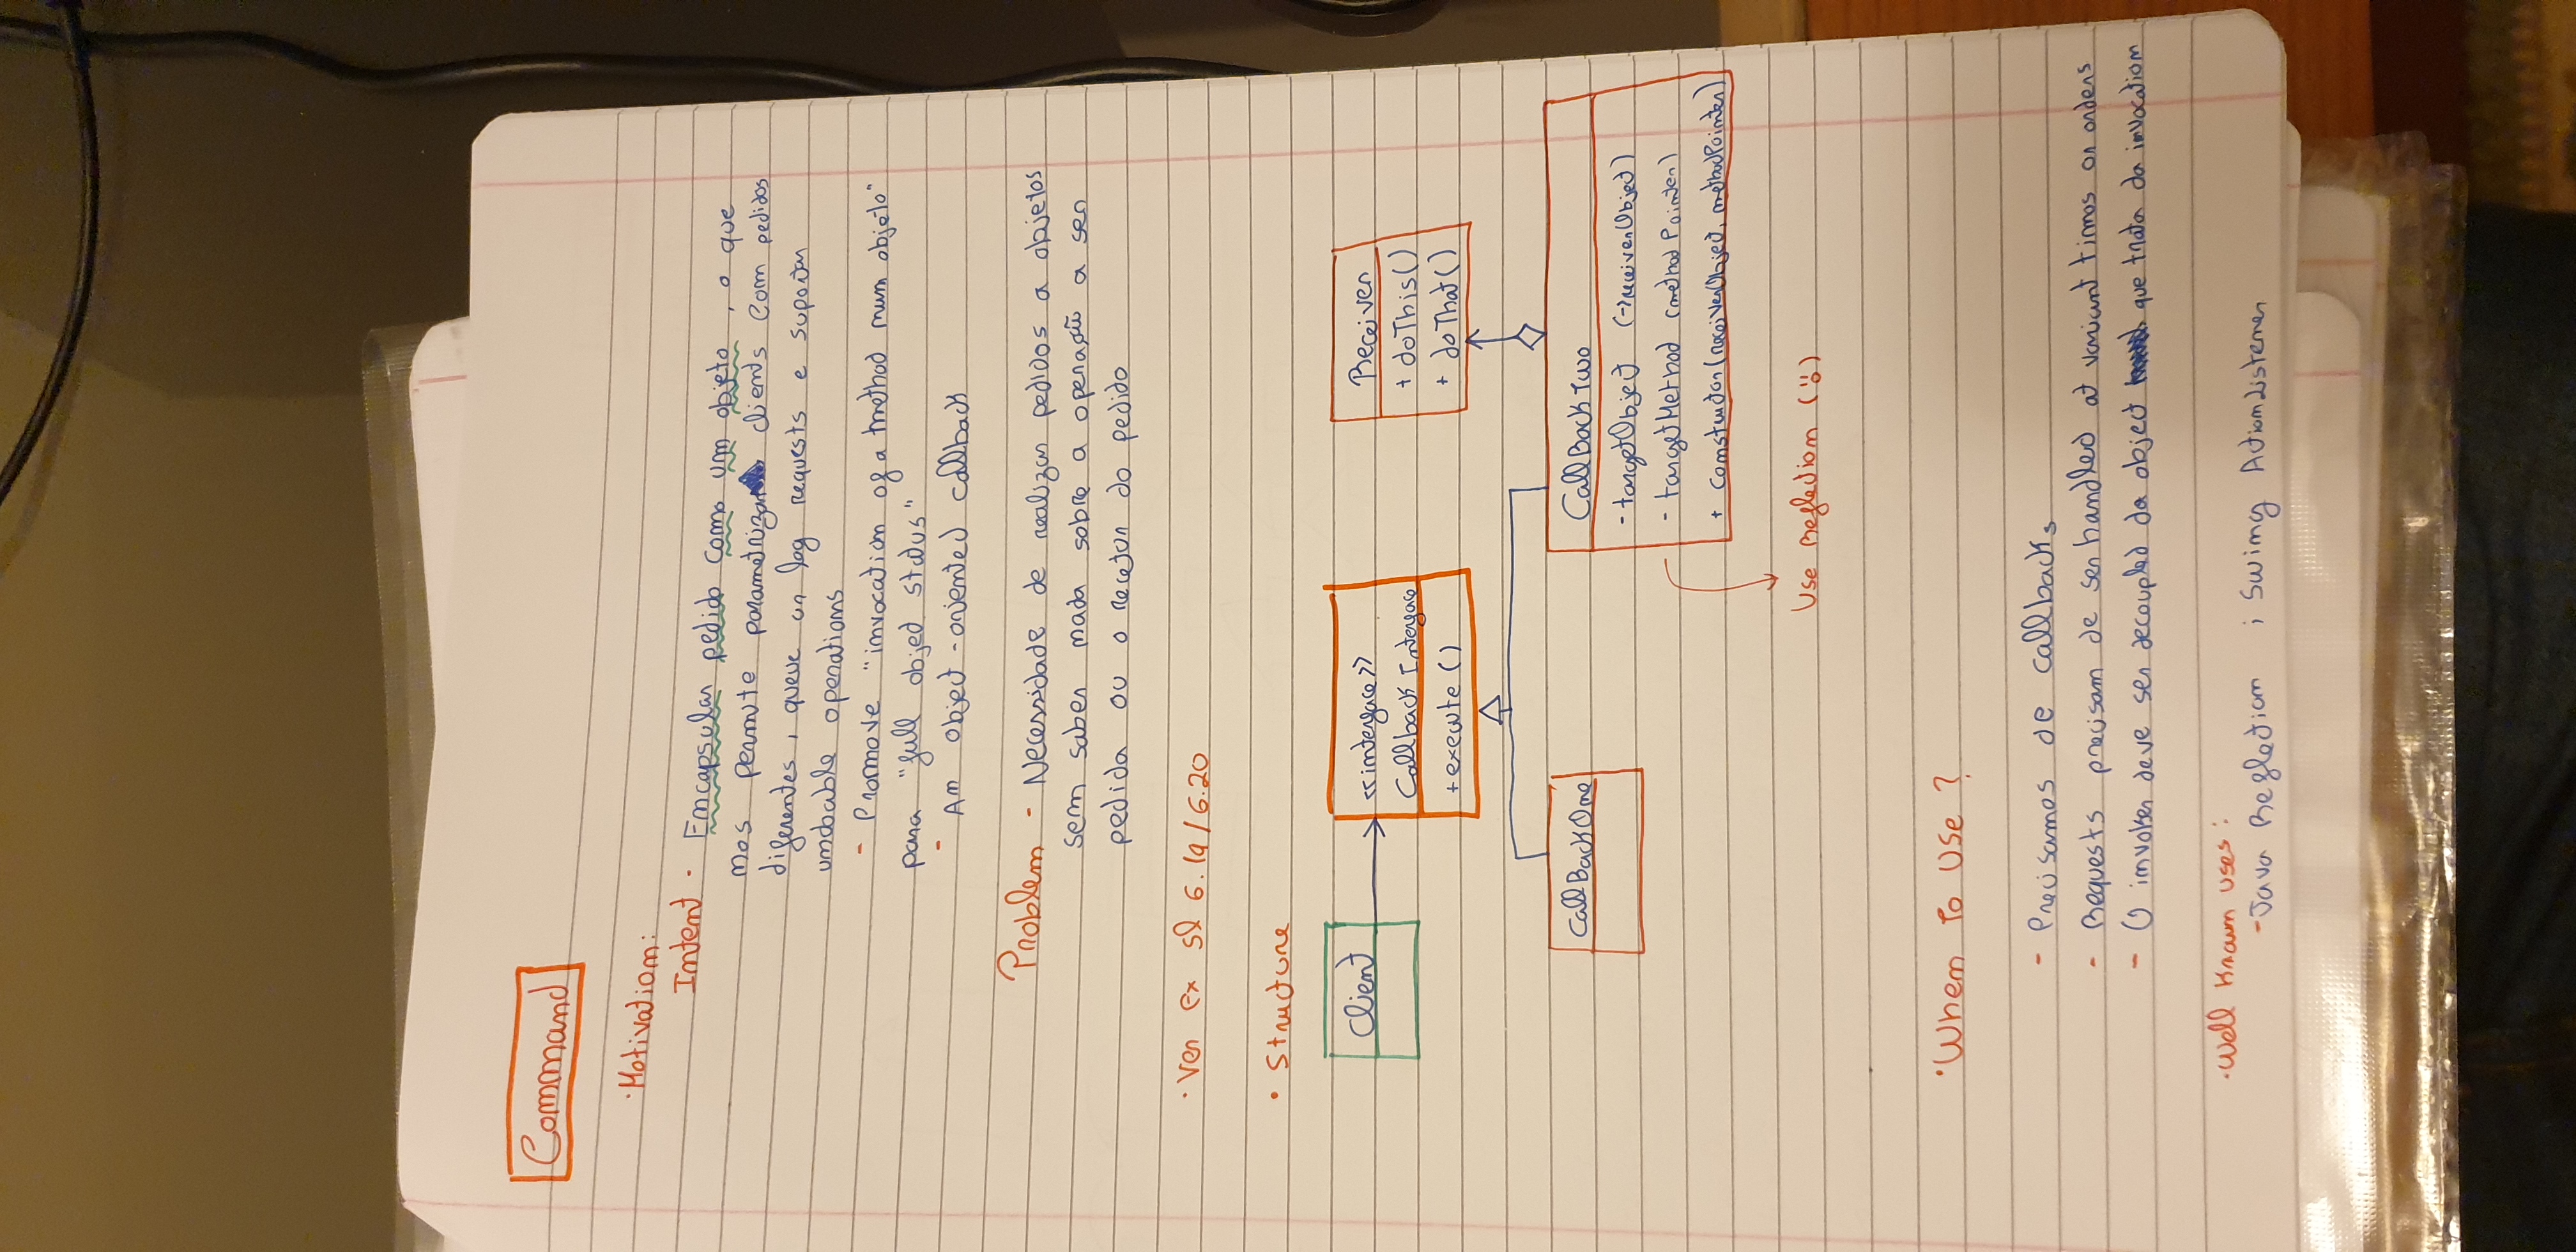 Command
· Motivation:
Intent - Encapsular pedido como um objeto, o que
nos permite parametrizar clients com pedidos
diferentes, queue or log requests e suportar
undoable operations
- Promove "invocation of a method num objeto"
para "full object status"
- An object-oriented callback
Problem - Necessidade de realizar pedidos a objetos
sem saber nada sobre a operação a ser
pedida ou o recetor do pedido
· Ver ex sl 6.19/6.20
• Structure
Client
<<interface>>
Callback Interface
+execute()
Receiver
+ doThis()
+ doThat()
CallBackOne
CallBackTwo
- targetObject (->receiverObject)
- targetMethod (methodPointer)
+ constructor(receiverObject, methodPointer)
Use Reflection
· When To Use ?
- Precisamos de callbacks
- Requests precisam de ser handled at variant times or orders
- O invoker deve ser decoupled do object que trata da invocation
· Well Known uses:
- Java Reflection ; Swing ActionListener